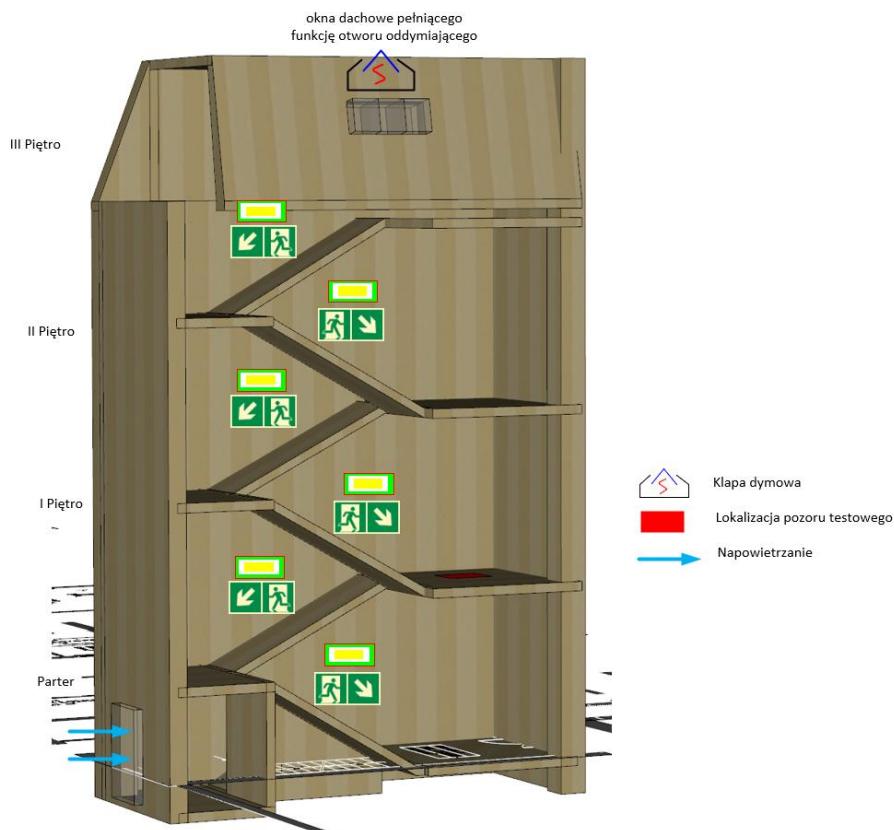 okna dachowe pełniącego
funkcję otworu oddymiającego
III Piętro
II Piętro
I Piętro
Parter
Klapa dymowa
Lokalizacja pozoru testowego
Napowietrzanie